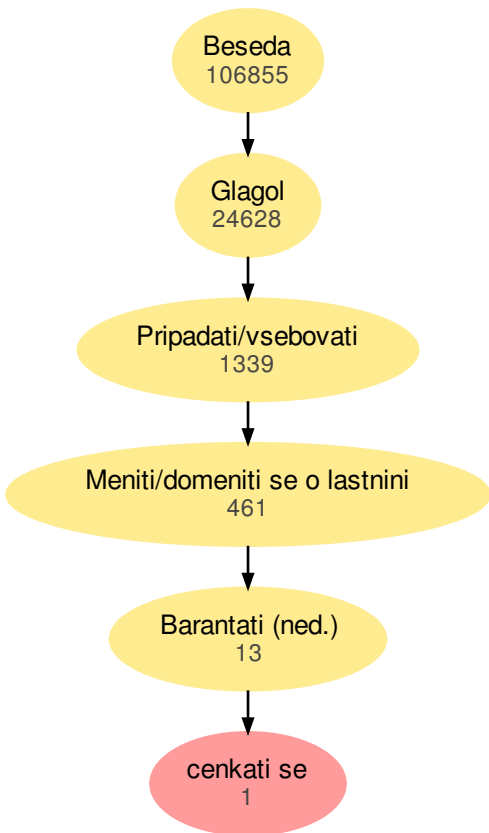 Beseda
106855
Glagol
24628
Pripadati/vsebovati
1339
Meniti/domeniti se o lastnini
461
Barantati (ned.)
13
cenkati se
1